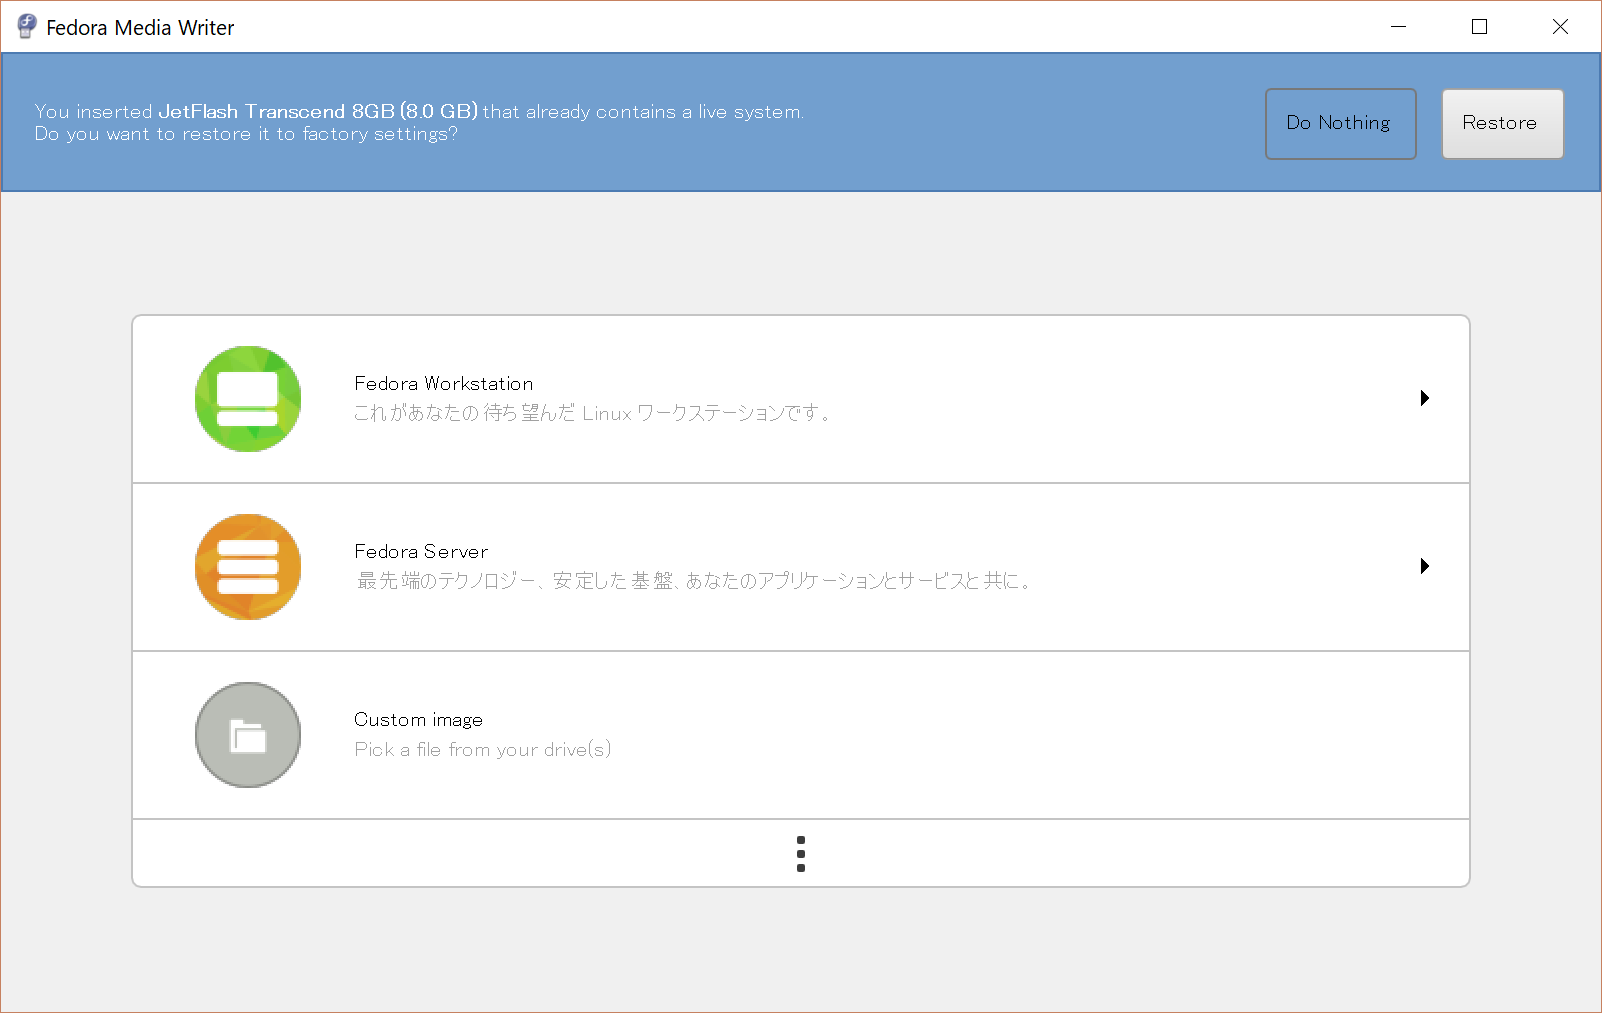 Fedora Media Writer
You inserted JetFlash Transcend 8GB (8.0 GB) that already contains a live system.
Do you want to restore it to factory settings?
Do Nothing
Restore
Fedora Workstation
これがあなたの待ち望んだ Linux ワークステーションです。
Fedora Server
最先端のテクノロジー、安定した基盤、あなたのアプリケーションとサービスと共に。
Custom image
Pick a file from your drive(s)